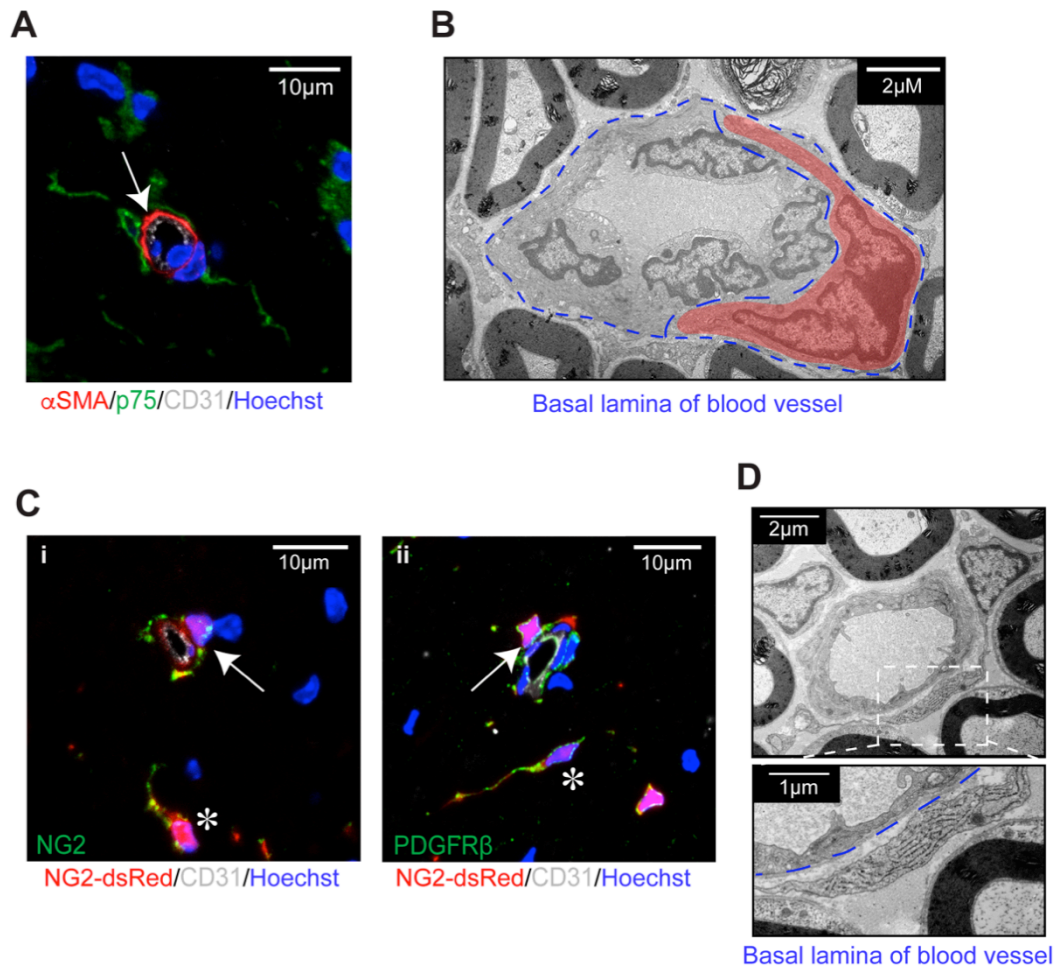 A
10µm
αSMA/p75/CD31/Hoechst
B
2µM
Basal lamina of blood vessel
C
i
10µm
*
NG2
NG2-dsRed/CD31/Hoechst
ii
10µm
*
PDGFRβ
NG2-dsRed/CD31/Hoechst
D
2µm
1µm
Basal lamina of blood vessel